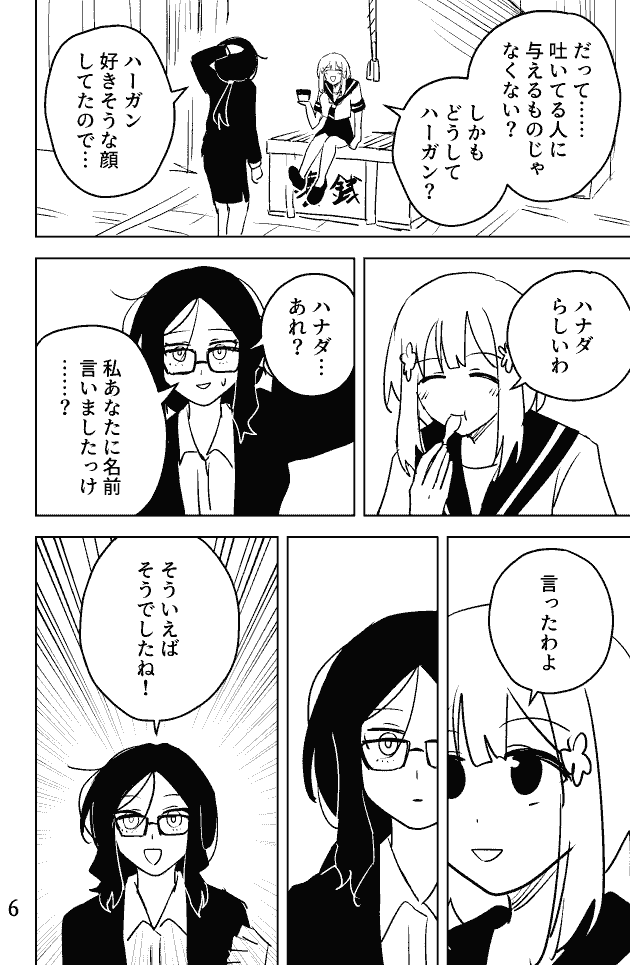 だって……
吐いてる人に
与えるものじゃ
なくない？
しかも
どうして
ハーガン？
ハーガン
好きそうな顔
してたので…
銭
ハナダ
らしいわ
ハナダ…
あれ？
私あなたに名前
言いましたっけ
……？
言ったわよ
そういえば
そうでしたね！
6